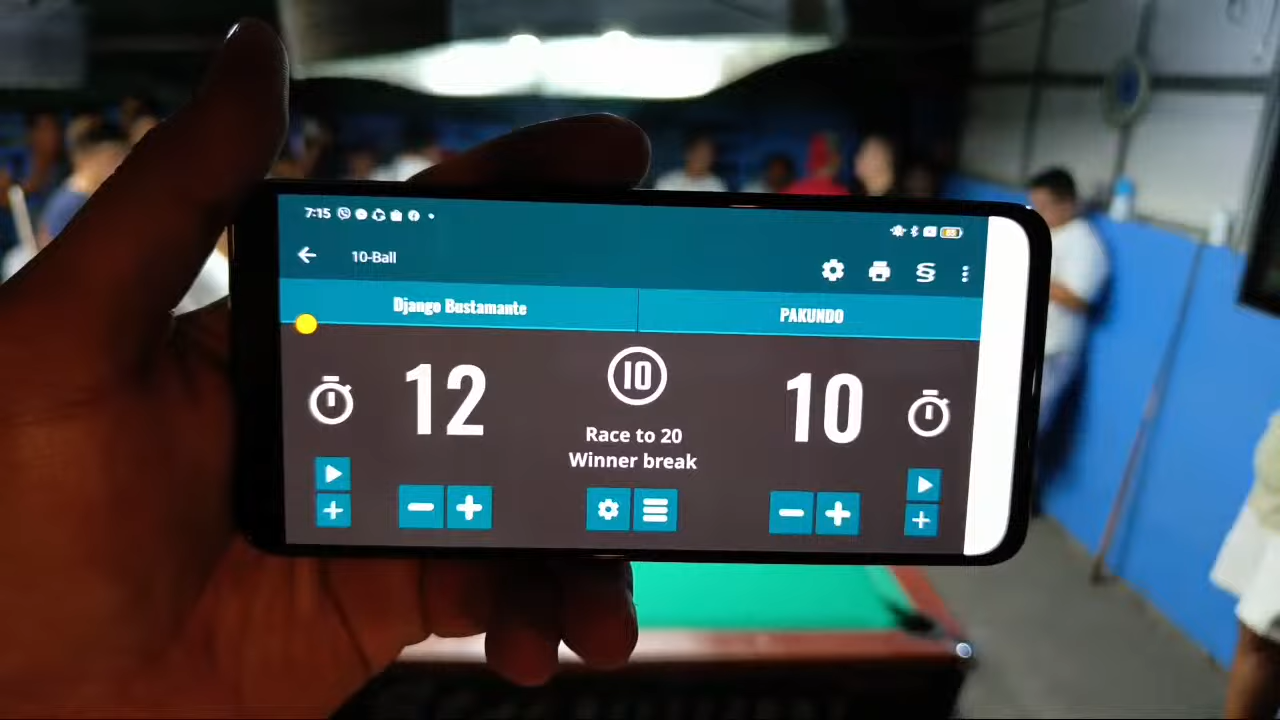 7:15
10-Ball
Django Bustamante
PAKUNDO
12
10
10
Race to 20
Winner break